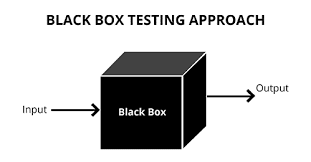 BLACK BOX TESTING APPROACH
Output
Input
Black Box